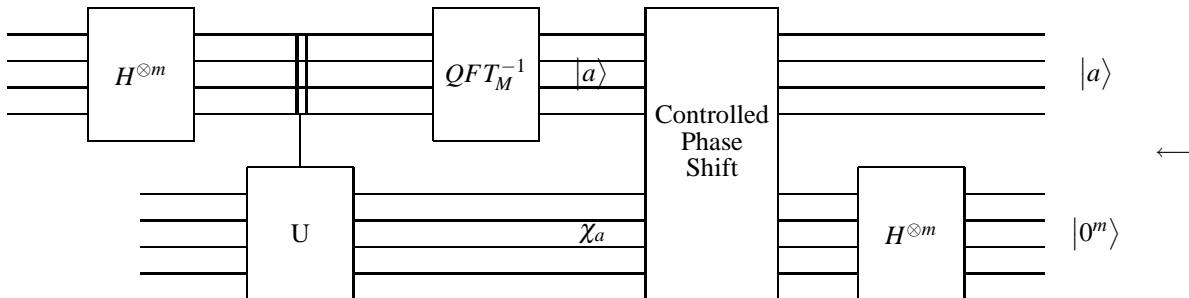 H^{⊗m}
QFT_M^{-1}
|a⟩
Controlled
Phase
Shift
|a⟩
←
U
χ_a
H^{⊗m}
|0^m⟩